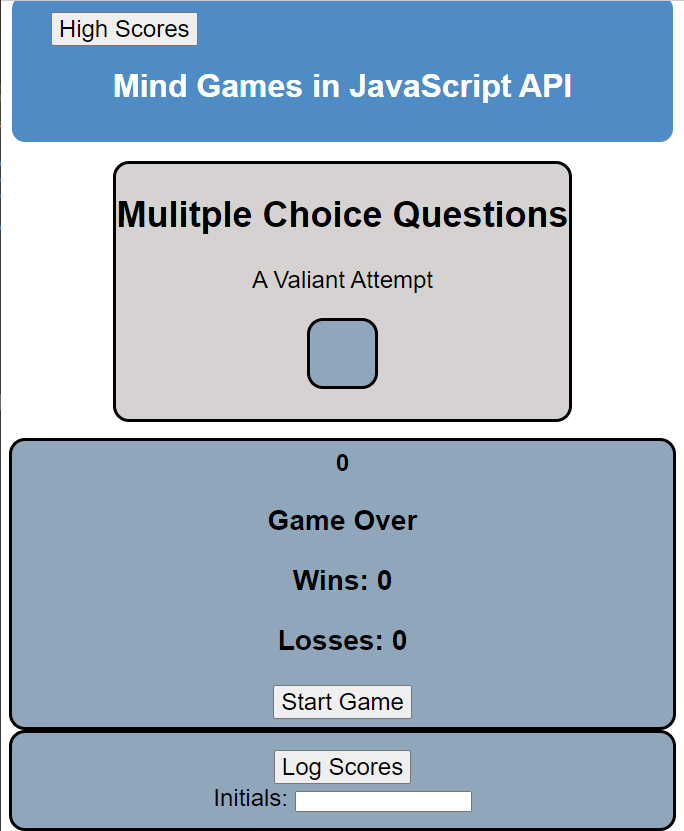 High Scores
Mind Games in JavaScript API
Mulitple Choice Questions
A Valiant Attempt
0
Game Over
Wins: 0
Losses: 0
Start Game
Log Scores
Initials: